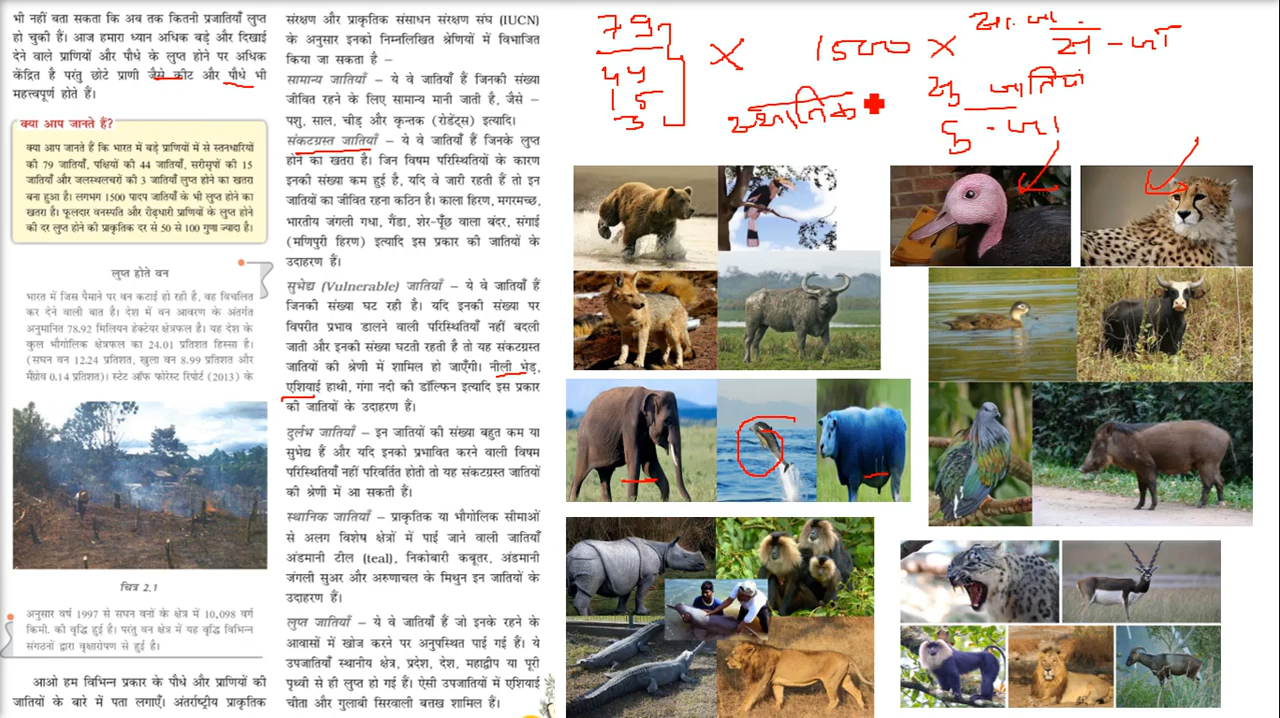 भी नहीं बता सकता कि अब तक कितनी प्रजातियाँ लुप्त
हो चुकी हैं। आज हमारा ध्यान अधिक बड़े और दिखाई
देने वाले प्राणियों और पौधे के लुप्त होने पर अधिक
केंद्रित है परंतु छोटे प्राणी जैसे कीट और पौधे भी
महत्त्वपूर्ण होते हैं।
क्या आप जानते हैं?
क्या आप जानते हैं कि भारत में बड़े प्राणियों में से स्तनधारियों
की 79 जातियाँ, पक्षियों की 44 जातियाँ, सरीसृपों की 15
जातियाँ और जलस्थलचरों की 3 जातियाँ लुप्त होने का खतरा
बना हुआ है। लगभग 1500 पादप जातियों के भी लुप्त होने का
खतरा है। फूलदार वनस्पति और रीढ़धारी प्राणियों के लुप्त होने
की दर लुप्त होने की प्राकृतिक दर से 50 से 100 गुणा ज्यादा है।
लुप्त होते वन
भारत में जिस पैमाने पर वन कटाई हो रही है, वह विचलित
कर देने वाली बात है। देश में वन आवरण के अंतर्गत
अनुमानित 78.92 मिलियन हेक्टेयर क्षेत्रफल है। यह देश के
कुल भौगोलिक क्षेत्रफल का 24.01 प्रतिशत हिस्सा है।
(सघन वन 12.24 प्रतिशत, खुला वन 8.99 प्रतिशत और
मैंग्रोव 0.14 प्रतिशत)। स्टेट ऑफ फोरेस्ट रिपोर्ट (2013) के
चित्र 2.1
अनुसार वर्ष 1997 से सघन वनों के क्षेत्र में 10,098 वर्ग
किमी. की वृद्धि हुई है। परंतु वन क्षेत्र में यह वृद्धि विभिन्न
संगठनों द्वारा वृक्षारोपण से हुई है।
आओ हम विभिन्न प्रकार के पौधे और प्राणियों की
जातियों के बारे में पता लगाएँ। अंतर्राष्ट्रीय प्राकृतिक
संरक्षण और प्राकृतिक संसाधन संरक्षण संघ (IUCN)
के अनुसार इनको निम्नलिखित श्रेणियों में विभाजित
किया जा सकता है –
सामान्य जातियाँ – ये वे जातियाँ हैं जिनकी संख्या
जीवित रहने के लिए सामान्य मानी जाती है, जैसे –
पशु, साल, चीड़ और कृन्तक (रोडेंट्स) इत्यादि।
संकटग्रस्त जातियाँ – ये वे जातियाँ हैं जिनके लुप्त
होने का खतरा है। जिन विषम परिस्थितियों के कारण
इनकी संख्या कम हुई है, यदि वे जारी रहती हैं तो इन
जातियों का जीवित रहना कठिन है। काला हिरण, मगरमच्छ,
भारतीय जंगली गधा, गैंडा, शेर-पूँछ वाला बंदर, संगाई
(मणिपुरी हिरण) इत्यादि इस प्रकार की जातियों के
उदाहरण हैं।
सुभेद्य (Vulnerable) जातियाँ – ये वे जातियाँ हैं
जिनकी संख्या घट रही है। यदि इनकी संख्या पर
विपरीत प्रभाव डालने वाली परिस्थितियाँ नहीं बदली
जाती और इनकी संख्या घटती रहती है तो यह संकटग्रस्त
जातियों की श्रेणी में शामिल हो जाएँगी। नीली भेड़,
एशियाई हाथी, गंगा नदी की डॉल्फिन इत्यादि इस प्रकार
की जातियों के उदाहरण हैं।
दुर्लभ जातियाँ – इन जातियों की संख्या बहुत कम या
सुभेद्य हैं और यदि इनको प्रभावित करने वाली विषम
परिस्थितियाँ नहीं परिवर्तित होती तो यह संकटग्रस्त जातियों
की श्रेणी में आ सकती हैं।
स्थानिक जातियाँ – प्राकृतिक या भौगोलिक सीमाओं
से अलग विशेष क्षेत्रों में पाई जाने वाली जातियाँ
अंडमानी टील (teal), निकोबारी कबूतर, अंडमानी
जंगली सुअर और अरुणाचल के मिथुन इन जातियों के
उदाहरण हैं।
लुप्त जातियाँ – ये वे जातियाँ हैं जो इनके रहने के
आवासों में खोज करने पर अनुपस्थित पाई गई हैं। ये
उपजातियाँ स्थानीय क्षेत्र, प्रदेश, देश, महाद्वीप या पूरी
पृथ्वी से ही लुप्त हो गई हैं। ऐसी उपजातियों में एशियाई
चीता और गुलाबी सिरवाली बतख शामिल हैं।
79
44
15
3
1500
जातियां